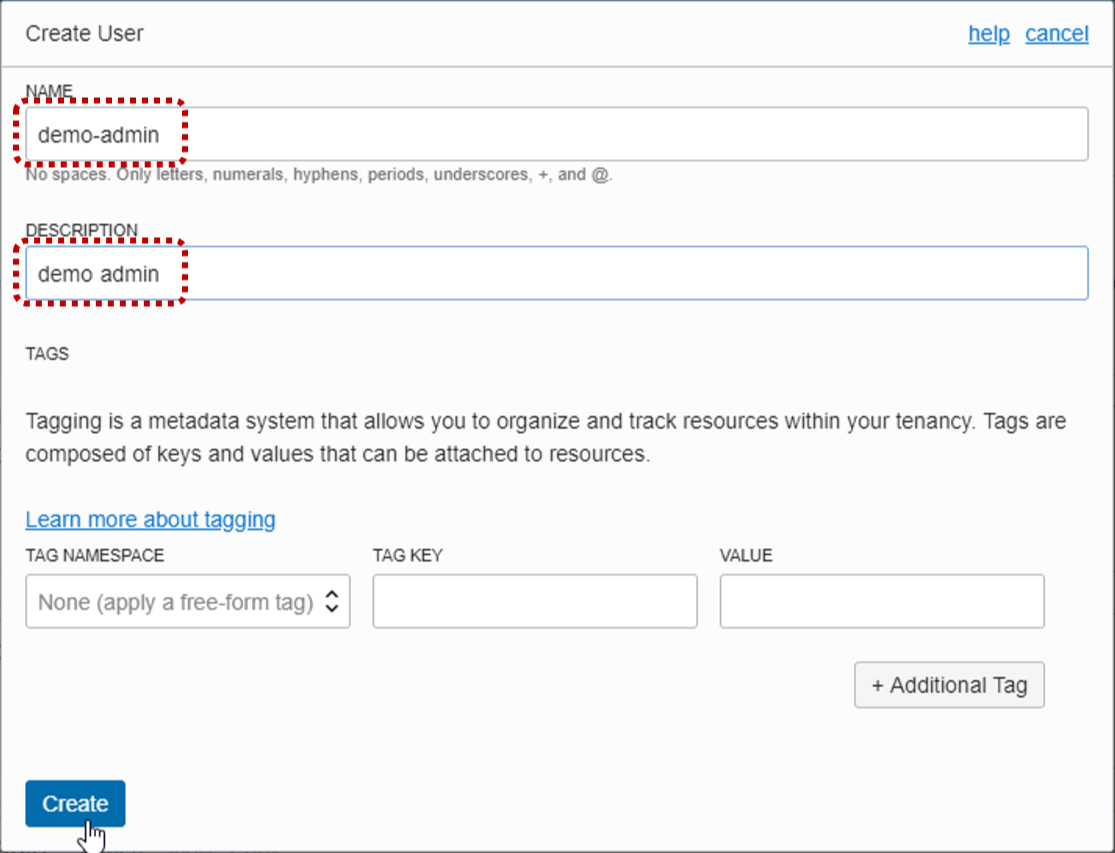 Create User
help cancel
NAME
demo-admin
No spaces. Only letters, numerals, hyphens, periods, underscores, +, and @.
DESCRIPTION
demo admin
TAGS
Tagging is a metadata system that allows you to organize and track resources within your tenancy. Tags are
composed of keys and values that can be attached to resources.
Learn more about tagging
TAG NAMESPACE TAG KEY VALUE
None (apply a free-form tag)
+ Additional Tag
Create